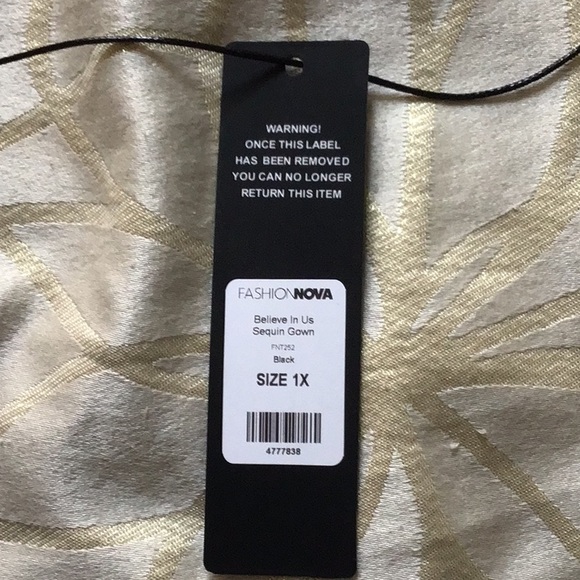 WARNING!
ONCE THIS LABEL
HAS BEEN REMOVED
YOU CAN NO LONGER
RETURN THIS ITEM
FASHIONNOVA
Believe In Us
Sequin Gown
FNT252
Black
SIZE 1X
4777838